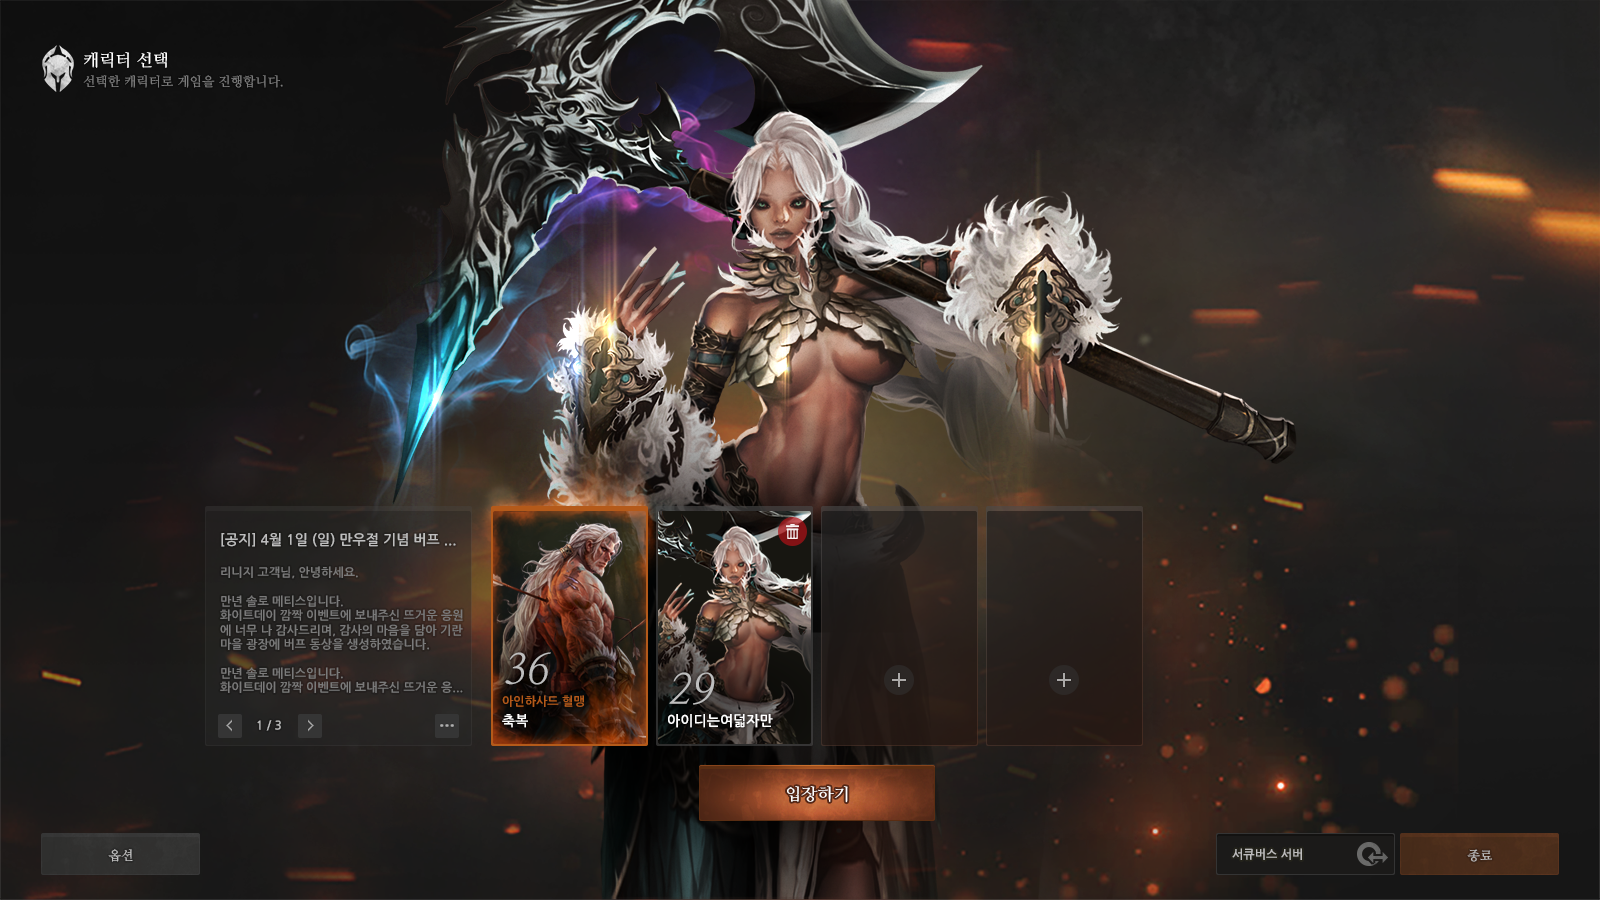 캐릭터 선택
선택한 캐릭터로 게임을 진행합니다.
[공지] 4월 1일 (일) 만우절 기념 버프 ...
리니지 고객님, 안녕하세요.
만년 솔로 메티스입니다.
화이트데이 깜짝 이벤트에 보내주신 뜨거운 응원
에 너무 나 감사드리며, 감사의 마음을 담아 기란
마을 광장에 버프 동상을 생성하였습니다.
만년 솔로 메티스입니다.
화이트데이 깜짝 이벤트에 보내주신 뜨거운 응...
1 / 3
36
아인하사드 혈맹
축복
29
아이디는여덟자만
입장하기
옵션
서큐버스 서버
종료